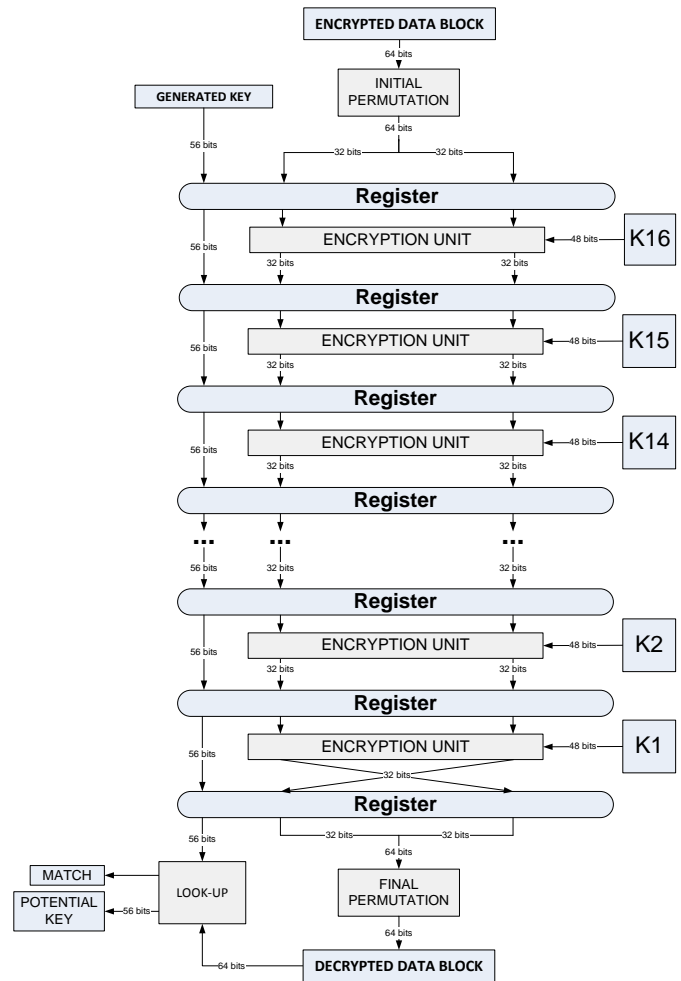 ENCRYPTED DATA BLOCK
64 bits
INITIAL
PERMUTATION
GENERATED KEY
64 bits
56 bits
32 bits
32 bits
Register
ENCRYPTION UNIT
48 bits
K16
56 bits
32 bits
32 bits
Register
ENCRYPTION UNIT
48 bits
K15
56 bits
32 bits
32 bits
Register
ENCRYPTION UNIT
48 bits
K14
56 bits
32 bits
32 bits
Register
... ... ...
56 bits
32 bits
32 bits
Register
ENCRYPTION UNIT
48 bits
K2
56 bits
32 bits
32 bits
Register
ENCRYPTION UNIT
48 bits
K1
56 bits
32 bits
Register
56 bits
32 bits
32 bits
64 bits
MATCH
LOOK-UP
FINAL
PERMUTATION
POTENTIAL
KEY
56 bits
64 bits
64 bits
DECRYPTED DATA BLOCK